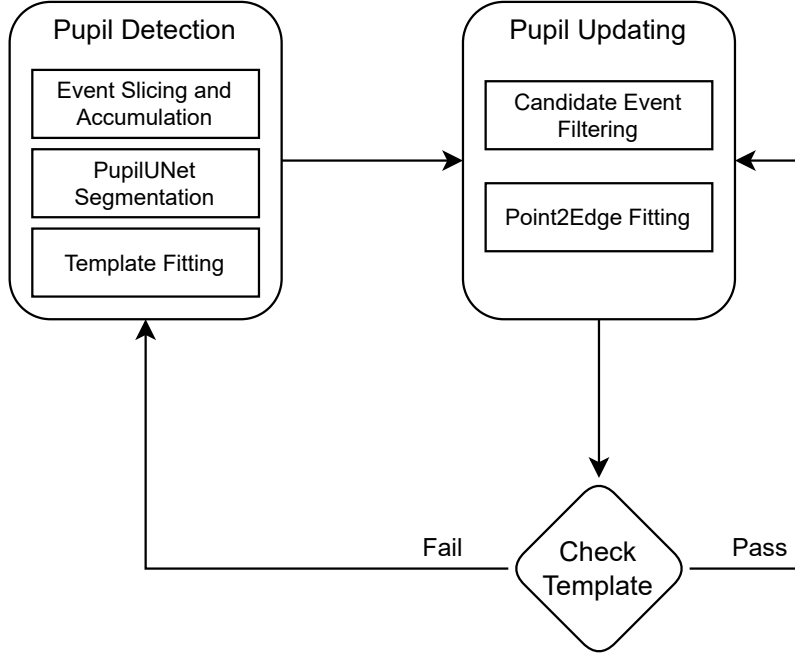 Pupil Detection
Event Slicing and
Accumulation
PupilUNet
Segmentation
Template Fitting
Pupil Updating
Candidate Event
Filtering
Point2Edge Fitting
Fail
Check
Template
Pass